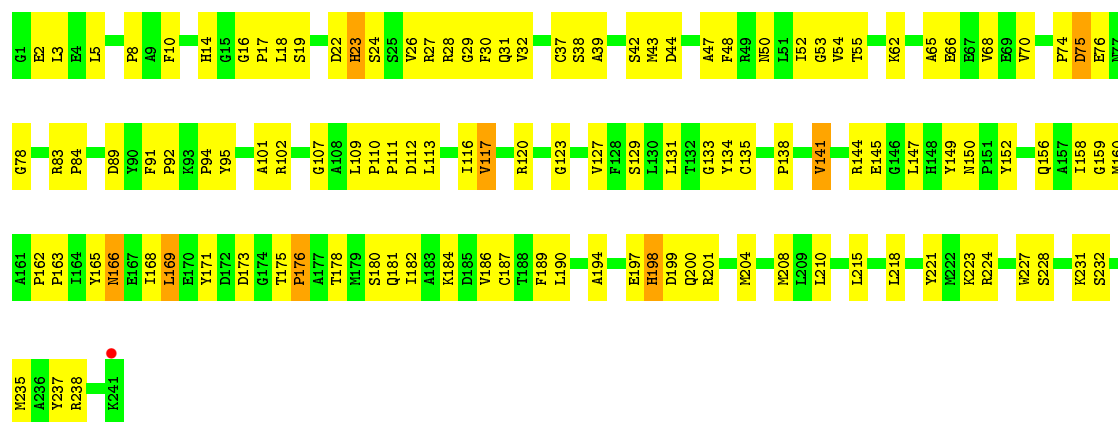 G1 E2 L3 E4 L5 P8 A9 F10 H14 G15 G16 P17 L18 S19 D22 H23 S24 S25 V26 R27 R28 G29 F30 Q31 V32 C37 S38 A39 S42 M43 D44 A47 F48 R49 N50 L51 I52 G53 V54 T55 K62 A65 E66 E67 V68 E69 V70 P74 D75 E76 N77
G78 R83 P84 D89 Y90 F91 P92 K93 P94 Y95 A101 R102 G107 A108 L109 P110 P111 D112 L113 I116 V117 R120 G123 V127 F128 S129 L130 L131 T132 G133 Y134 C135 P138 V141 R144 E145 G146 L147 H148 Y149 N150 P151 Y152 Q156 A157 I158 G159 M160
A161 P162 P163 I164 Y165 N166 E167 I168 L169 E170 Y171 D172 D173 G174 T175 P176 A177 T178 M179 S180 Q181 I182 A183 K184 D185 V186 C187 T188 F189 L190 A194 E197 H198 D199 Q200 R201 M204 M208 L209 L210 L215 L218 Y221 M222 K223 R224 W227 S228 K231 S232
M235 A236 Y237 R238 K241